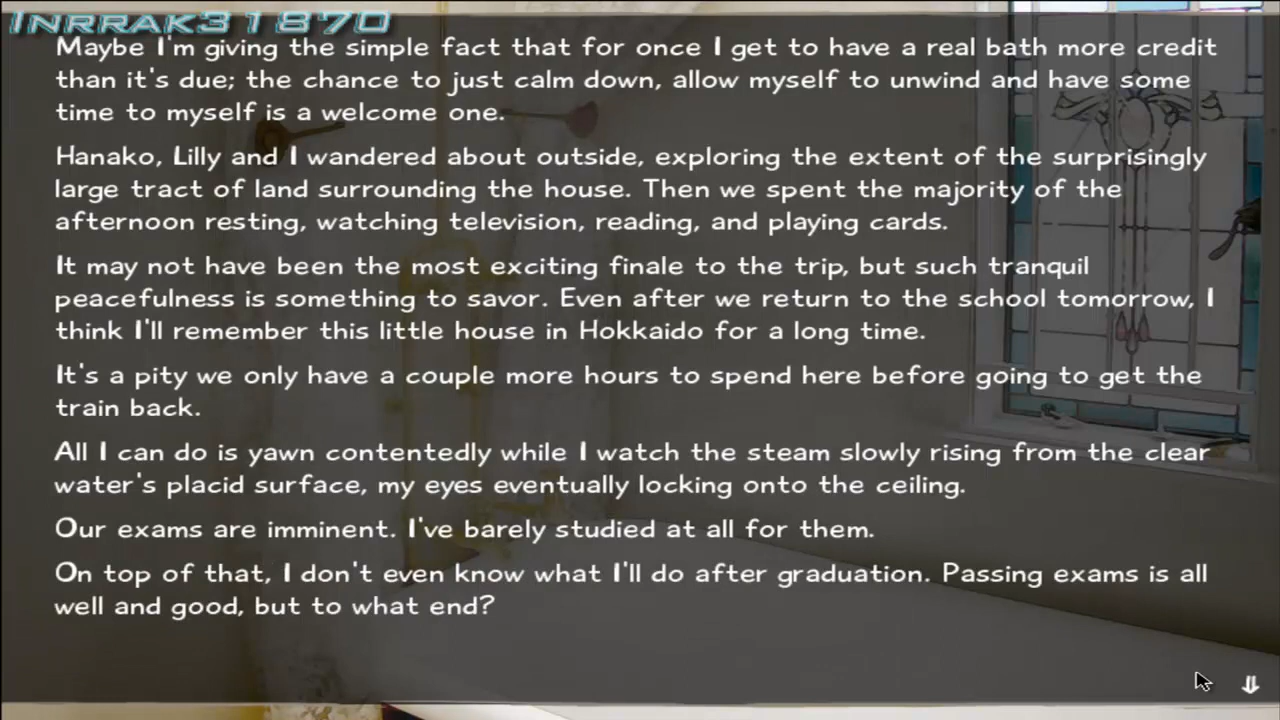 Inrrak31870
Maybe I'm giving the simple fact that for once I get to have a real bath more credit
than it's due; the chance to just calm down, allow myself to unwind and have some
time to myself is a welcome one.
Hanako, Lilly and I wandered about outside, exploring the extent of the surprisingly
large tract of land surrounding the house. Then we spent the majority of the
afternoon resting, watching television, reading, and playing cards.
It may not have been the most exciting finale to the trip, but such tranquil
peacefulness is something to savor. Even after we return to the school tomorrow, I
think I'll remember this little house in Hokkaido for a long time.
It's a pity we only have a couple more hours to spend here before going to get the
train back.
All I can do is yawn contentedly while I watch the steam slowly rising from the clear
water's placid surface, my eyes eventually locking onto the ceiling.
Our exams are imminent. I've barely studied at all for them.
On top of that, I don't even know what I'll do after graduation. Passing exams is all
well and good, but to what end?